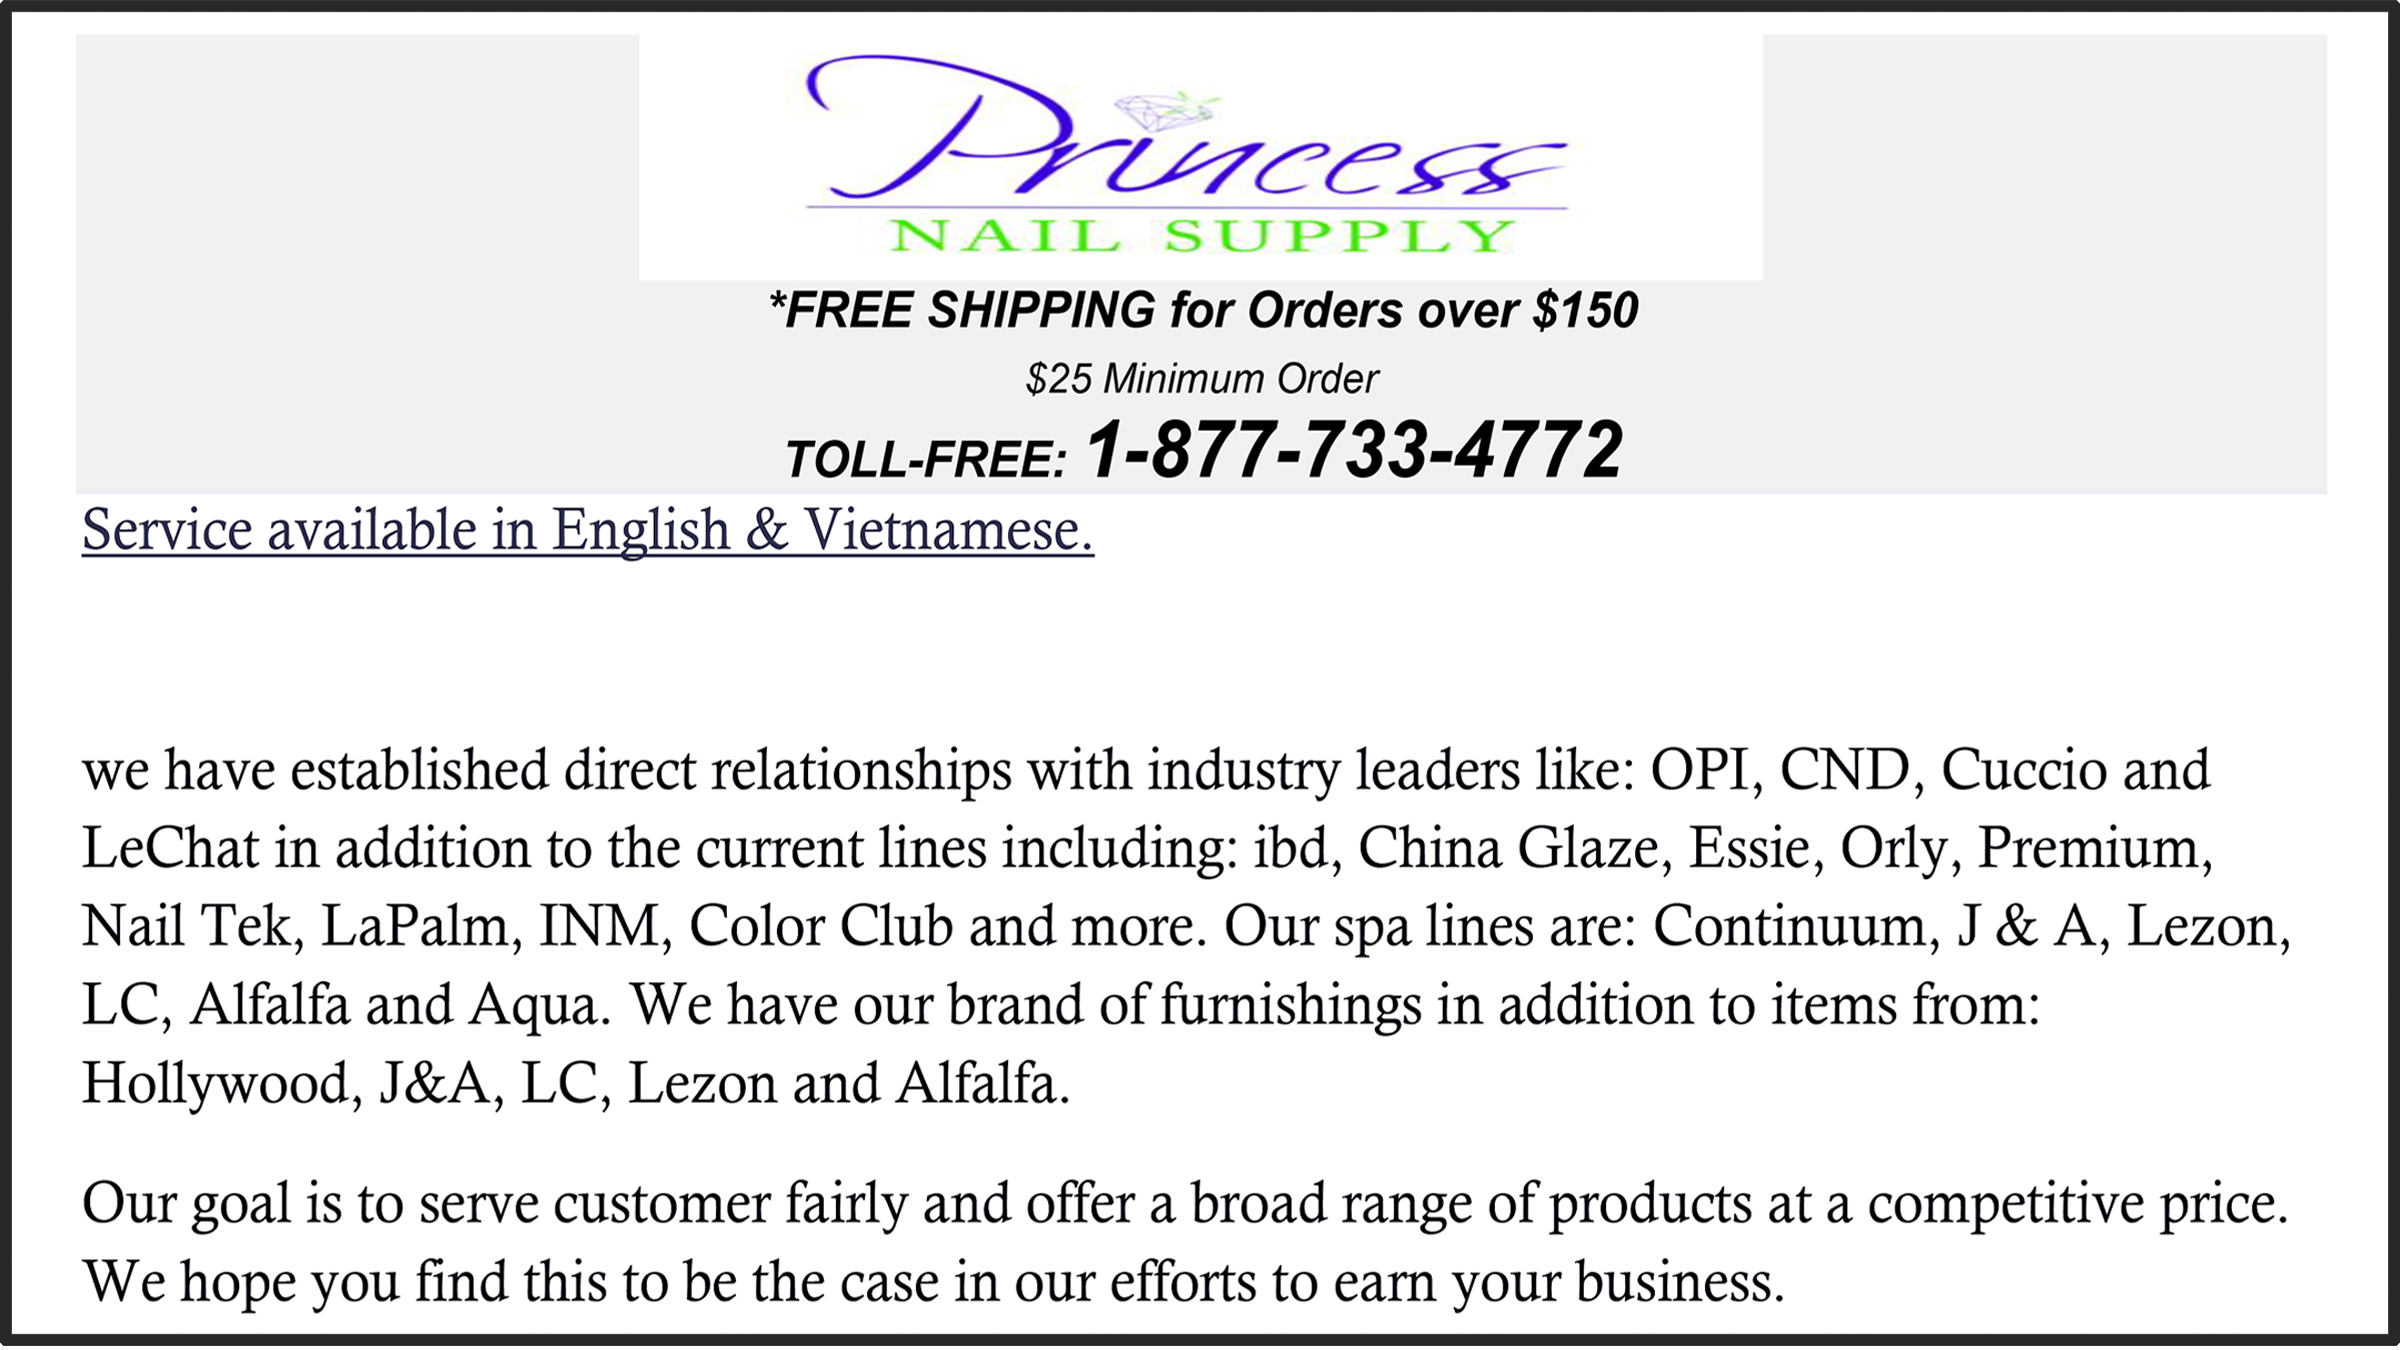 Princess
NAIL SUPPLY
*FREE SHIPPING for Orders over $150
$25 Minimum Order
TOLL-FREE: 1-877-733-4772
Service available in English & Vietnamese.
we have established direct relationships with industry leaders like: OPI, CND, Cuccio and
LeChat in addition to the current lines including: ibd, China Glaze, Essie, Orly, Premium,
Nail Tek, LaPalm, INM, Color Club and more. Our spa lines are: Continuum, J & A, Lezon,
LC, Alfalfa and Aqua. We have our brand of furnishings in addition to items from:
Hollywood, J&A, LC, Lezon and Alfalfa.
Our goal is to serve customer fairly and offer a broad range of products at a competitive price.
We hope you find this to be the case in our efforts to earn your business.